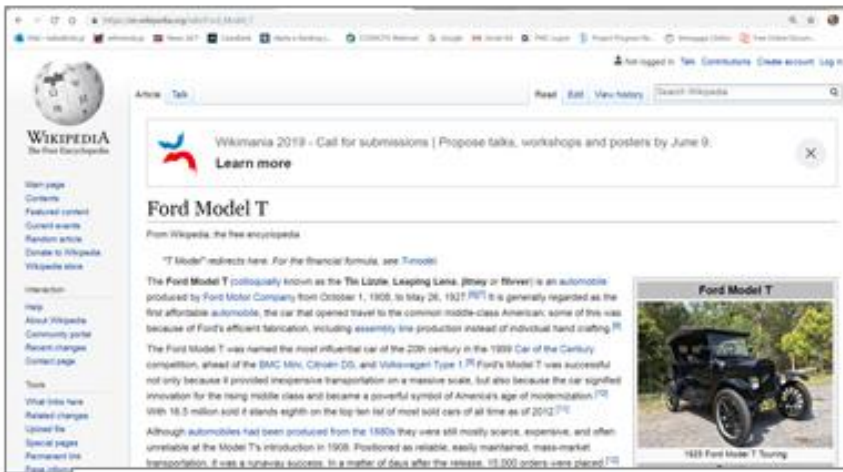 https://en.wikipedia.org/wiki/Ford_Model_T
Not logged in Talk Contributions Create account Log in
Article Talk
Read Edit View history Search Wikipedia
WIKIPEDIA
The Free Encyclopedia
Wikimania 2019 - Call for submissions | Propose talks, workshops and posters by June 9.
Learn more
Main page
Contents
Featured content
Current events
Random article
Donate to Wikipedia
Wikipedia store
Interaction
Help
About Wikipedia
Community portal
Recent changes
Contact page
Tools
What links here
Related changes
Upload file
Special pages
Permanent link
Page information
Ford Model T
From Wikipedia, the free encyclopedia
"T Model" redirects here. For the financial formula, see T-model.
The Ford Model T (colloquially known as the Tin Lizzie, Leaping Lena, jitney or flivver) is an automobile
produced by Ford Motor Company from October 1, 1908, to May 26, 1927. It is generally regarded as the
first affordable automobile, the car that opened travel to the common middle-class American; some of this was
because of Ford's efficient fabrication, including assembly line production instead of individual hand crafting.
The Ford Model T was named the most influential car of the 20th century in the 1999 Car of the Century
competition, ahead of the BMC Mini, Citroën DS, and Volkswagen Type 1. Ford's Model T was successful
not only because it provided inexpensive transportation on a massive scale, but also because the car signified
innovation for the rising middle class and became a powerful symbol of America's age of modernization.[10]
With 16.5 million sold it stands eighth on the top ten list of most sold cars of all time as of 2012.[11]
Although automobiles had been produced from the 1880s they were still mostly scarce, expensive, and often
unreliable at the Model T's introduction in 1908. Positioned as reliable, easily maintained, mass-market
transportation, it was a runaway success. In a matter of days after the release, 15,000 orders were placed.[12]
Ford Model T
1925 Ford Model T Touring